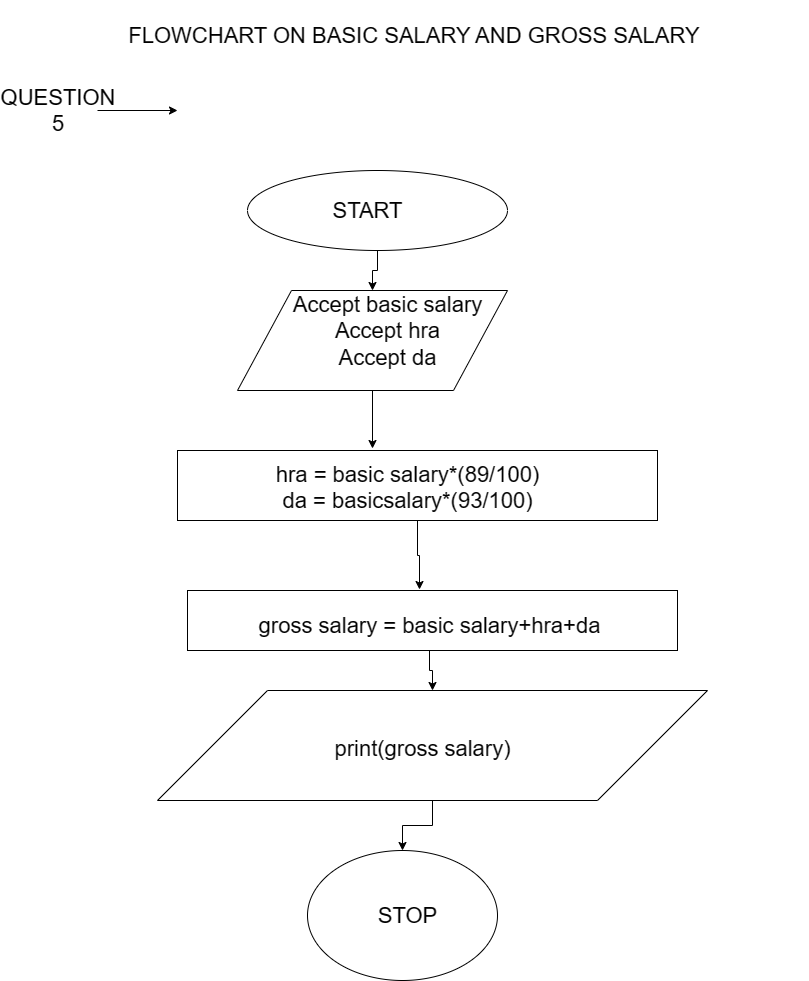 FLOWCHART ON BASIC SALARY AND GROSS SALARY
QUESTION
5
START
Accept basic salary
Accept hra
Accept da
hra = basic salary*(89/100)
da = basicsalary*(93/100)
gross salary = basic salary+hra+da
print(gross salary)
STOP